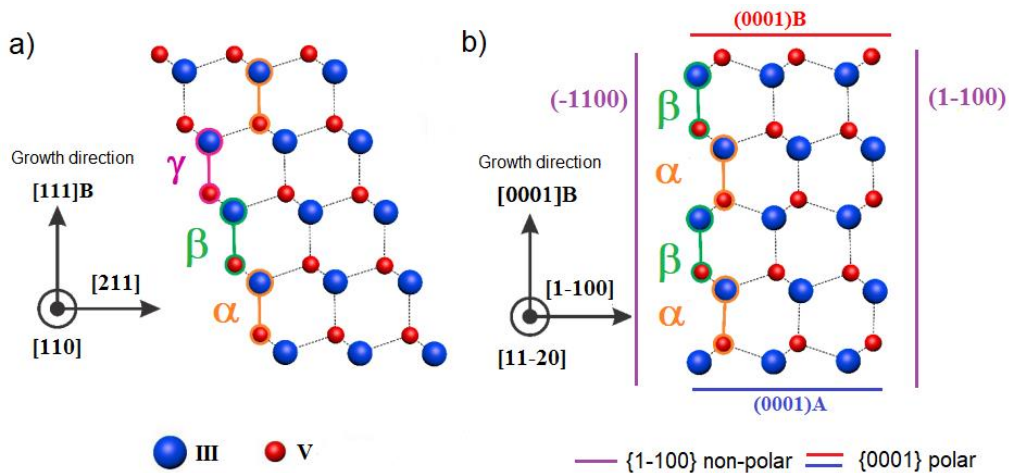 a)
γ
β
α
Growth direction
[111]B
[211]
[110]
b)
(0001)B
(-1100)
(1-100)
β
α
β
α
Growth direction
[0001]B
[1-100]
[11-20]
(0001)A
III
V
{1-100} non-polar
{0001} polar